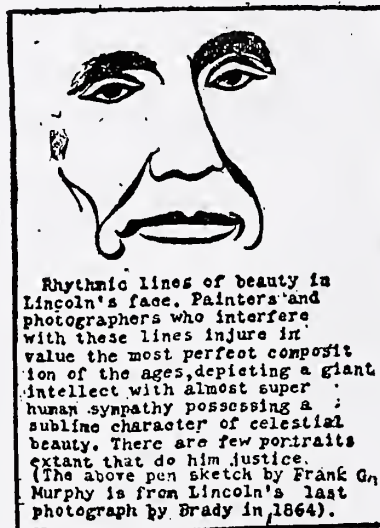 Rhythmic lines of beauty in
Lincoln's face. Painters and
photographers who interfere
with these lines injure in
value the most perfect composit
ion of the ages,depicting a giant
intellect with almost super
human sympathy possessing a
sublime character of celestial
beauty. There are few portraits
extant that do him justice.
(The above pen sketch by Frank G.
Murphy is from Lincoln's last
photograph by Brady in 1864).